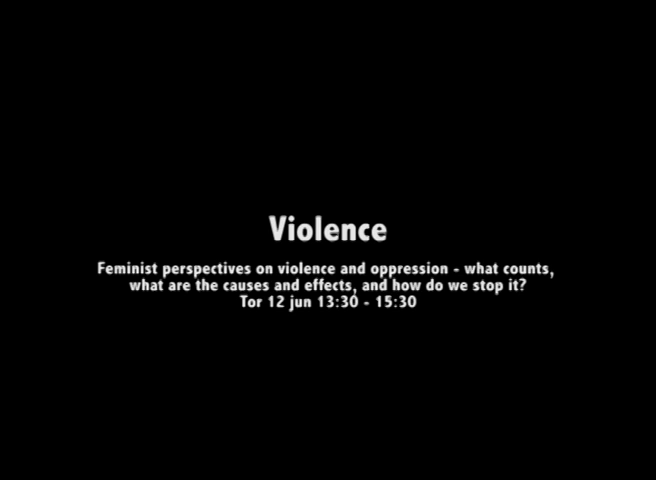 Violence
Feminist perspectives on violence and oppression - what counts,
what are the causes and effects, and how do we stop it?
Tor 12 jun 13:30 - 15:30